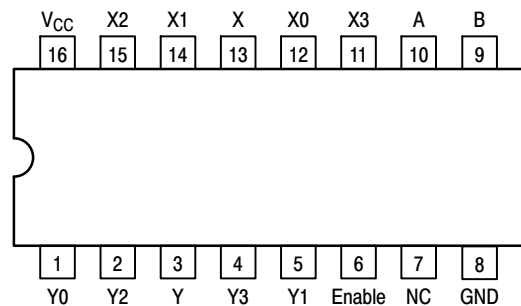 V_CC X2 X1 X X0 X3 A B
16 15 14 13 12 11 10 9
1 2 3 4 5 6 7 8
Y0 Y2 Y Y3 Y1 Enable NC GND